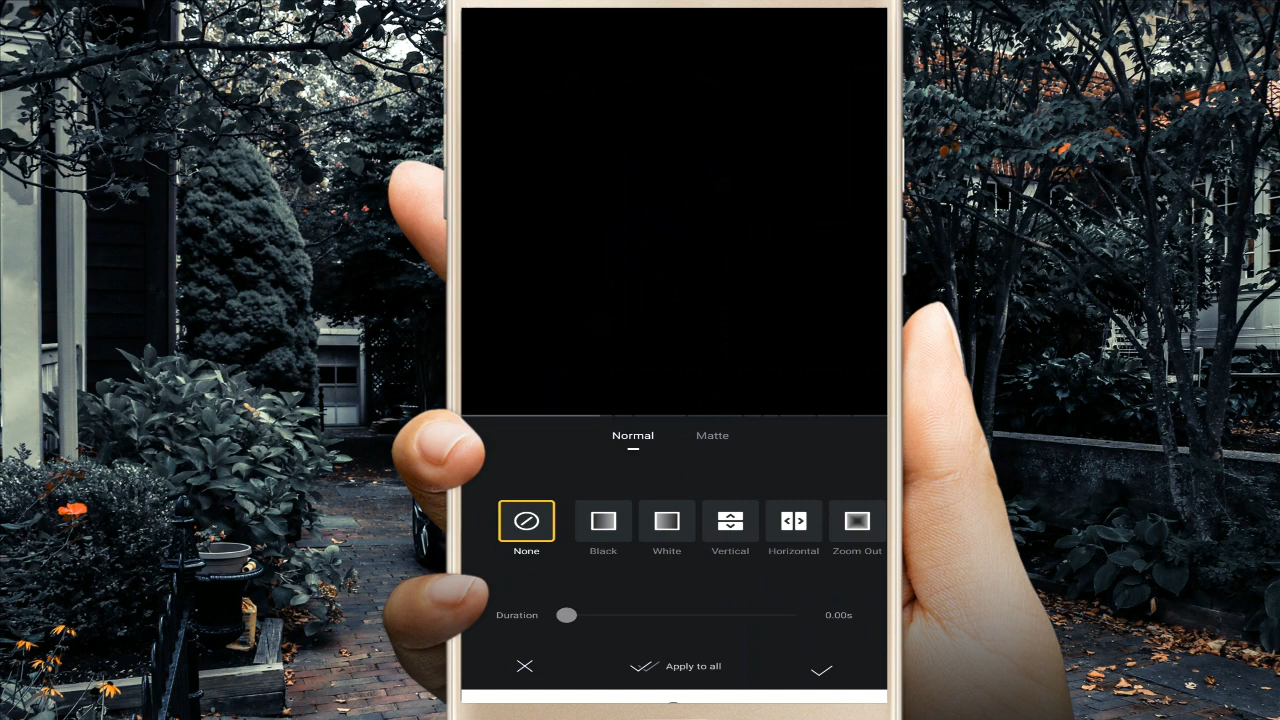 Normal Matte
None Black White Vertical Horizontal Zoom Out
Duration 0.00s
Apply to all